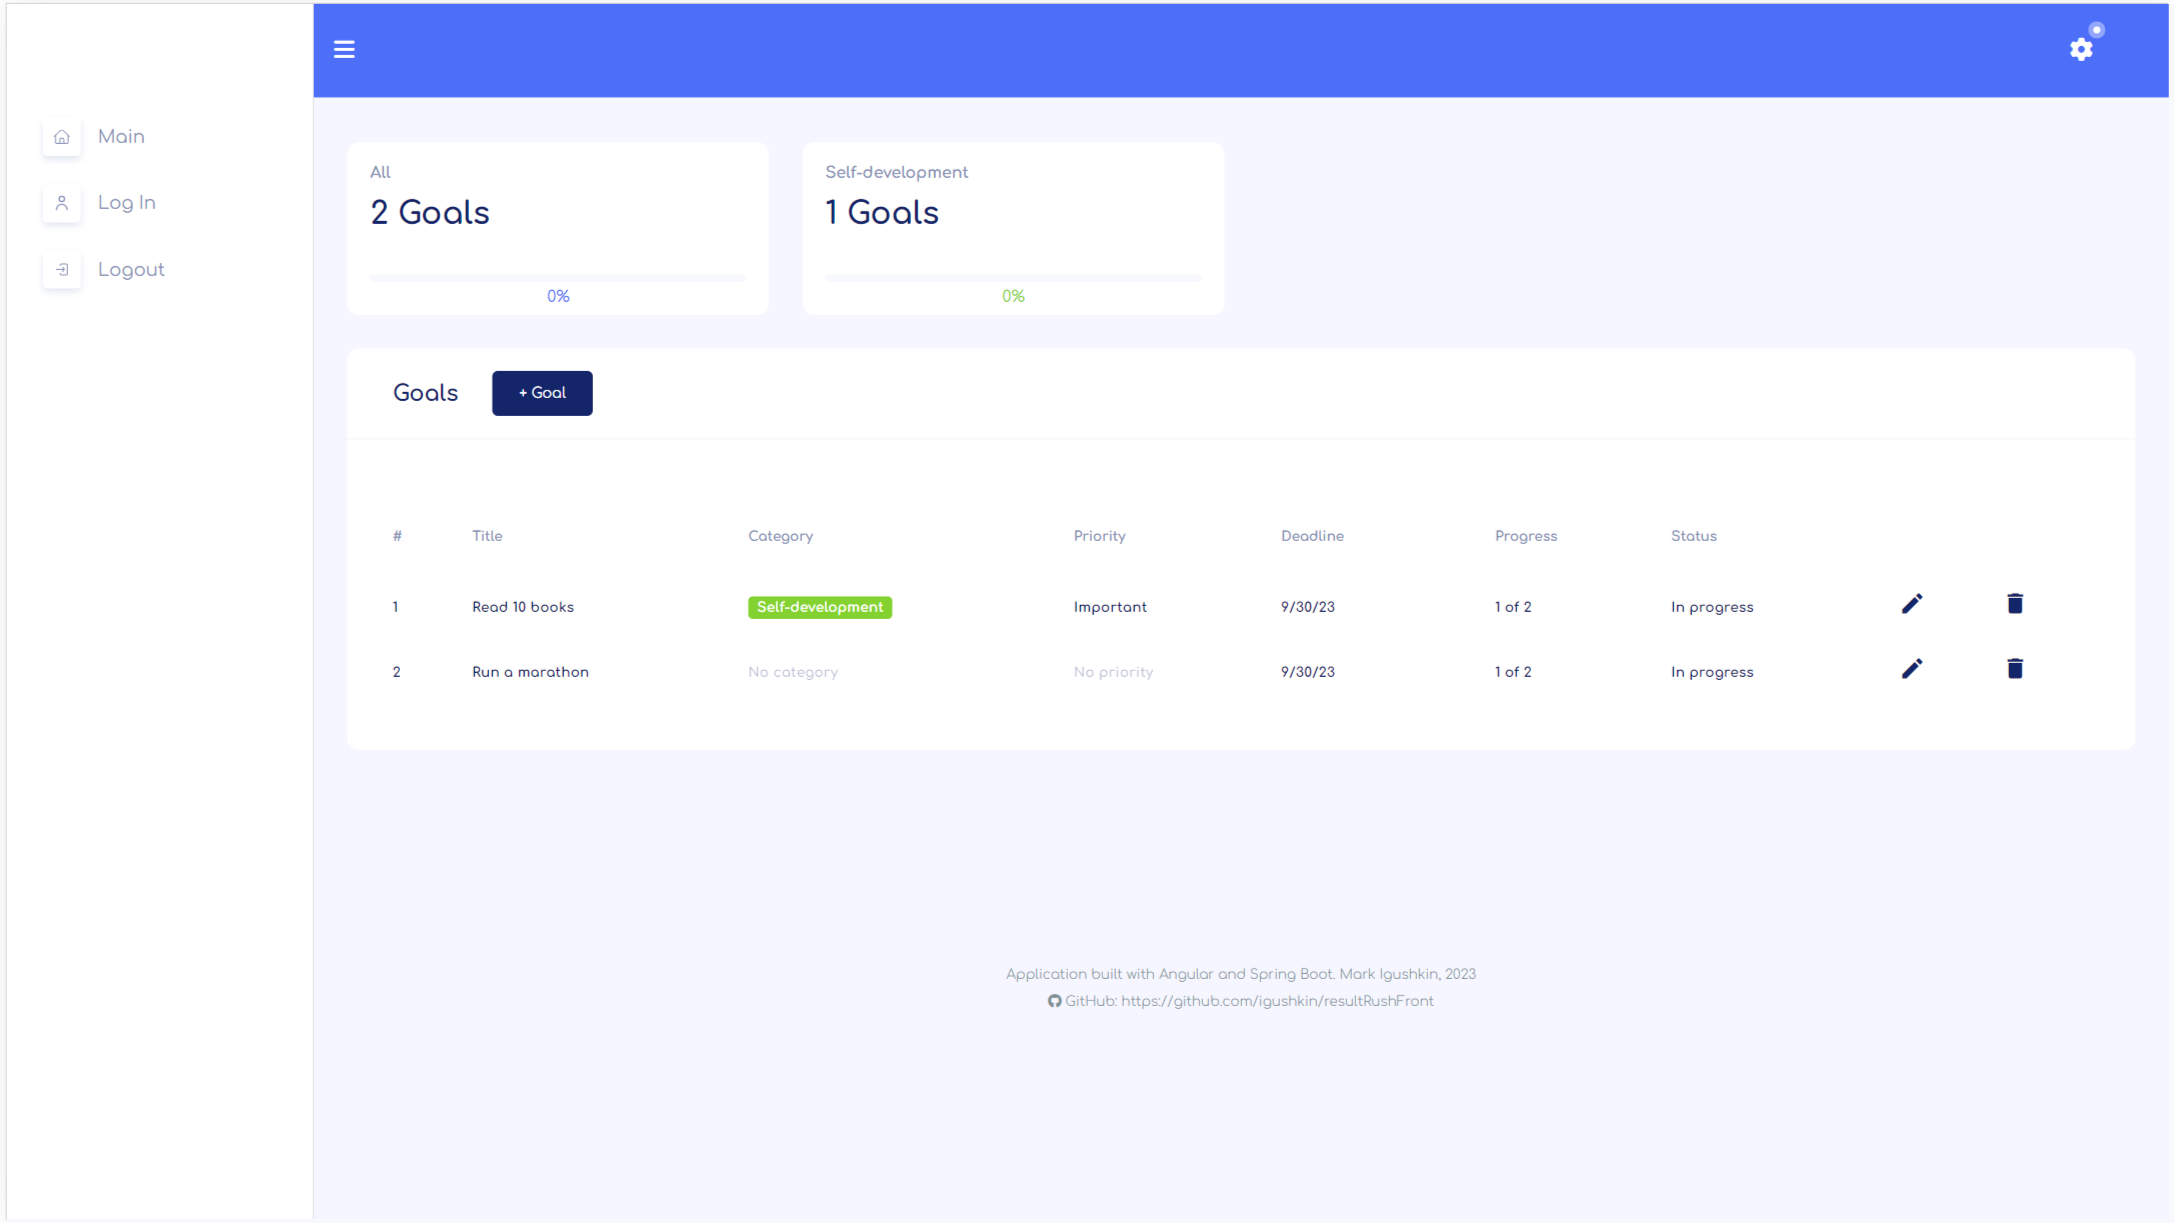 Main
Log In
Logout
All
2 Goals
0%
Self-development
1 Goals
0%
Goals
+ Goal
# Title Category Priority Deadline Progress Status
1 Read 10 books Self-development Important 9/30/23 1 of 2 In progress
2 Run a marathon No category No priority 9/30/23 1 of 2 In progress
Application built with Angular and Spring Boot. Mark Igushkin, 2023
GitHub: https://github.com/igushkin/resultRushFront